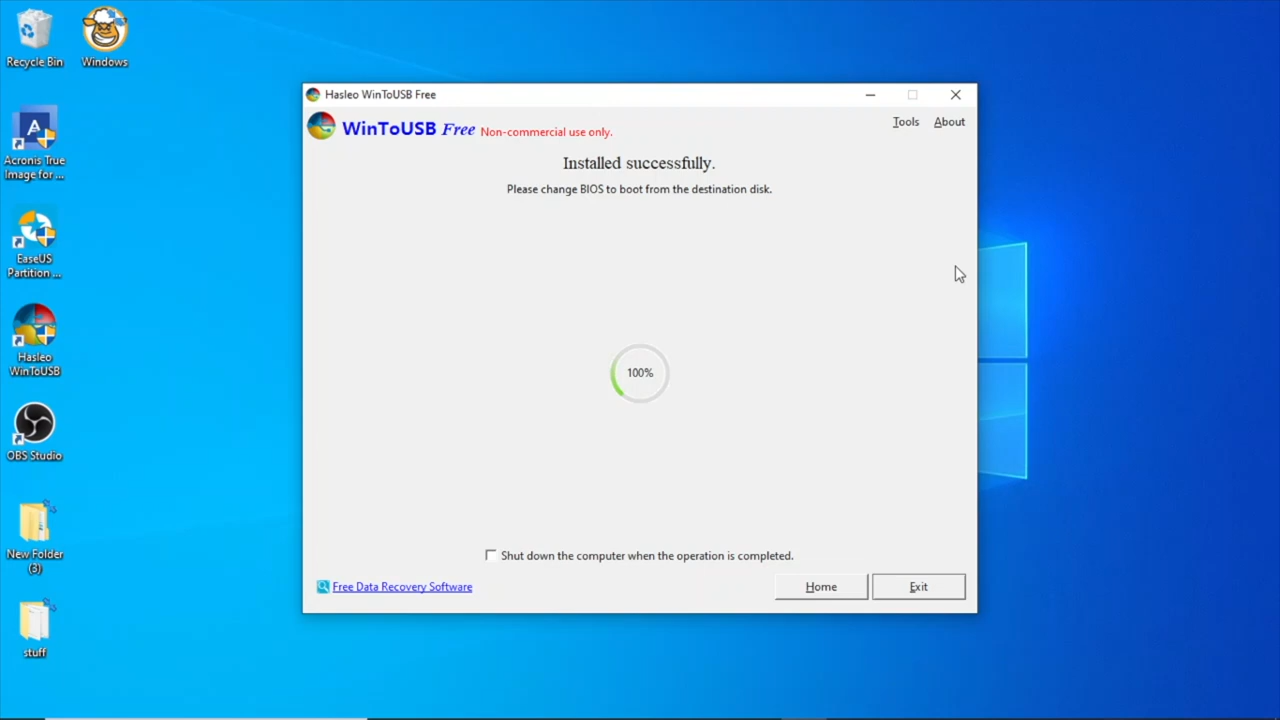 Recycle Bin
Windows
Acronis True
Image for ...
EaseUS
Partition ...
Hasleo
WinToUSB
OBS Studio
New Folder
(3)
stuff
Hasleo WinToUSB Free
WinToUSB Free Non-commercial use only.
Tools About
Installed successfully.
Please change BIOS to boot from the destination disk.
100%
Shut down the computer when the operation is completed.
Free Data Recovery Software
Home
Exit